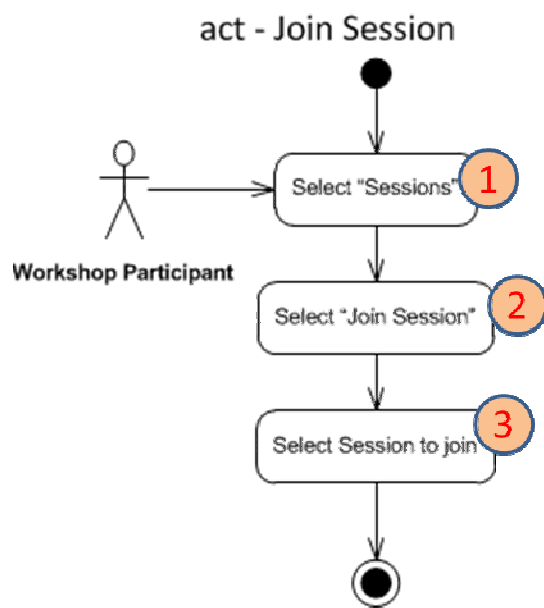 act - Join Session
Select “Sessions”
1
Workshop Participant
Select “Join Session”
2
Select Session to join
3